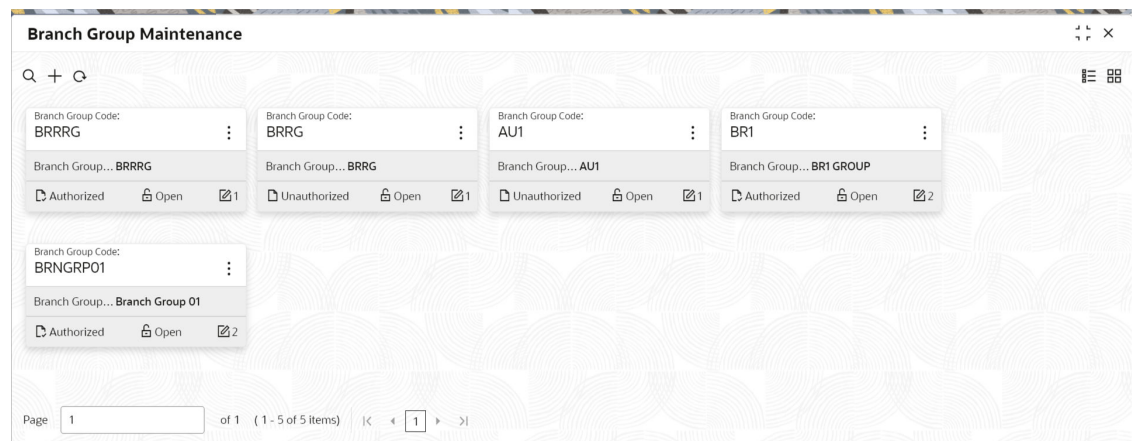 Branch Group Maintenance
Branch Group Code:
BRRRG
Branch Group... BRRRG
Authorized Open 1
Branch Group Code:
BRRG
Branch Group... BRRG
Unauthorized Open 1
Branch Group Code:
AU1
Branch Group... AU1
Unauthorized Open 1
Branch Group Code:
BR1
Branch Group... BR1 GROUP
Authorized Open 2
Branch Group Code:
BRNGRP01
Branch Group... Branch Group 01
Authorized Open 2
Page 1 of 1 ( 1 - 5 of 5 items) 1